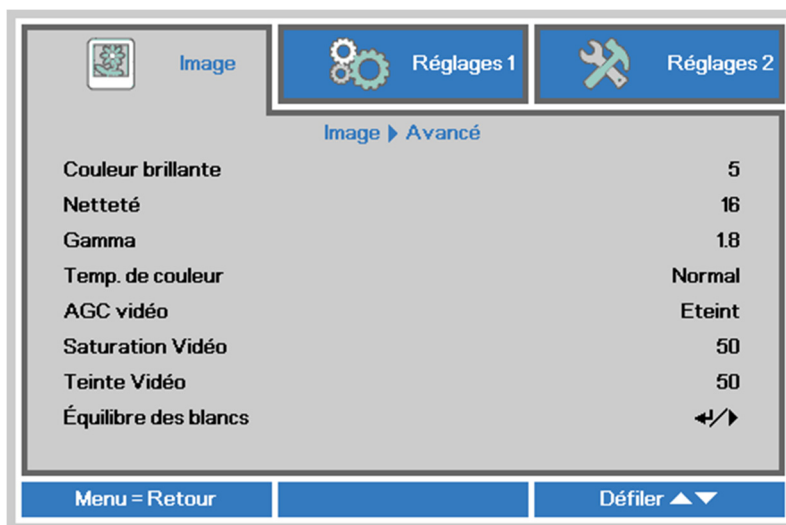 Image Réglages 1 Réglages 2
Image ▶ Avancé
Couleur brillante 5
Netteté 16
Gamma 1.8
Temp. de couleur Normal
AGC vidéo Eteint
Saturation Vidéo 50
Teinte Vidéo 50
Équilibre des blancs ↵/▶
Menu = Retour Défiler ▲▼